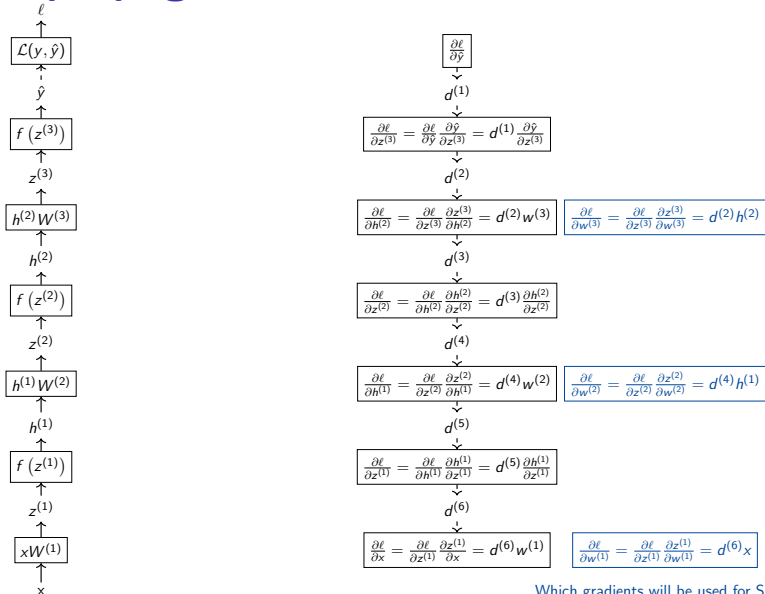 ℓ
ℒ(y, ŷ)
ŷ
f (z^{(3)})
z^{(3)}
h^{(2)}W^{(3)}
h^{(2)}
f (z^{(2)})
z^{(2)}
h^{(1)}W^{(2)}
h^{(1)}
f (z^{(1)})
z^{(1)}
xW^{(1)}
x
∂ℓ/∂ŷ
d^{(1)}
∂ℓ/∂z^{(3)} = ∂ℓ/∂ŷ ∂ŷ/∂z^{(3)} = d^{(1)} ∂ŷ/∂z^{(3)}
d^{(2)}
∂ℓ/∂h^{(2)} = ∂ℓ/∂z^{(3)} ∂z^{(3)}/∂h^{(2)} = d^{(2)}w^{(3)}
∂ℓ/∂w^{(3)} = ∂ℓ/∂z^{(3)} ∂z^{(3)}/∂w^{(3)} = d^{(2)}h^{(2)}
d^{(3)}
∂ℓ/∂z^{(2)} = ∂ℓ/∂h^{(2)} ∂h^{(2)}/∂z^{(2)} = d^{(3)} ∂h^{(2)}/∂z^{(2)}
d^{(4)}
∂ℓ/∂h^{(1)} = ∂ℓ/∂z^{(2)} ∂z^{(2)}/∂h^{(1)} = d^{(4)}w^{(2)}
∂ℓ/∂w^{(2)} = ∂ℓ/∂z^{(2)} ∂z^{(2)}/∂w^{(2)} = d^{(4)}h^{(1)}
d^{(5)}
∂ℓ/∂z^{(1)} = ∂ℓ/∂h^{(1)} ∂h^{(1)}/∂z^{(1)} = d^{(5)} ∂h^{(1)}/∂z^{(1)}
d^{(6)}
∂ℓ/∂x = ∂ℓ/∂z^{(1)} ∂z^{(1)}/∂x = d^{(6)}w^{(1)}
∂ℓ/∂w^{(1)} = ∂ℓ/∂z^{(1)} ∂z^{(1)}/∂w^{(1)} = d^{(6)}x
Which gradients will be used for S